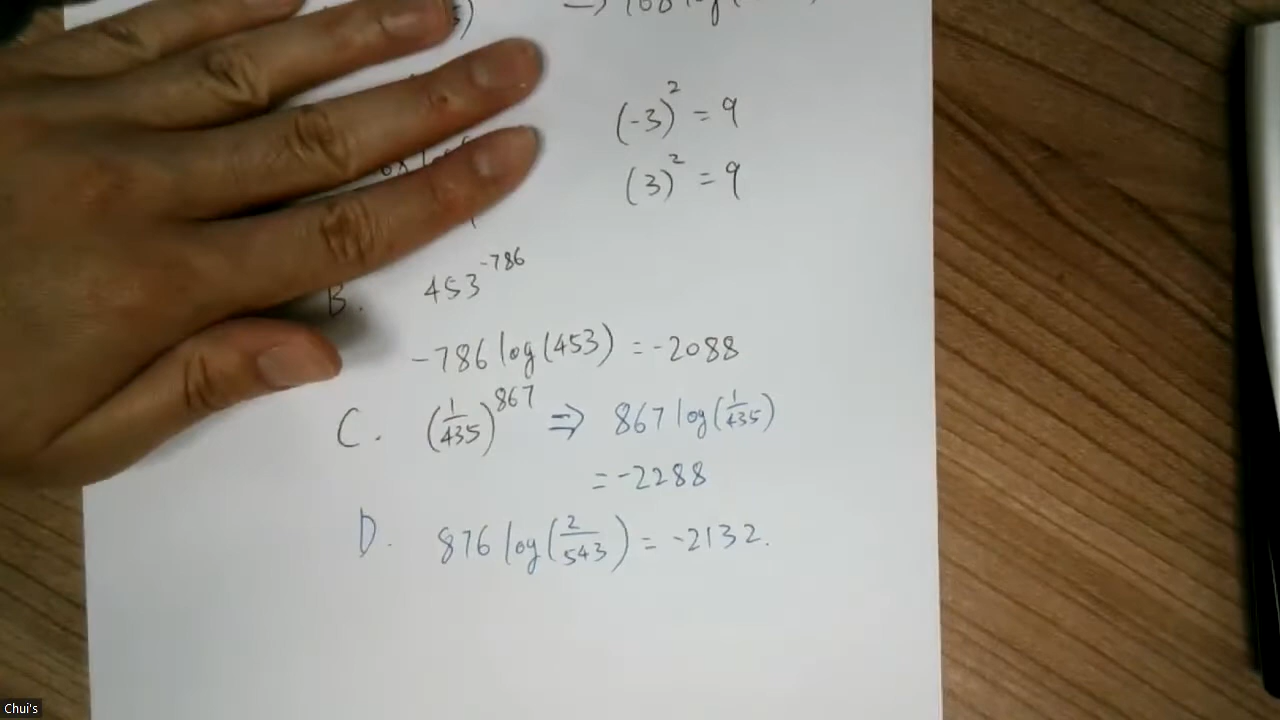 (-3)² = 9
(3)² = 9
B. 453⁻⁷⁸⁶
-786 log(453) = -2088
C. (1/435)⁸⁶⁷ ⇒ 867 log(1/435)
= -2288
D. 876 log(2/543) = -2132.
Chui's